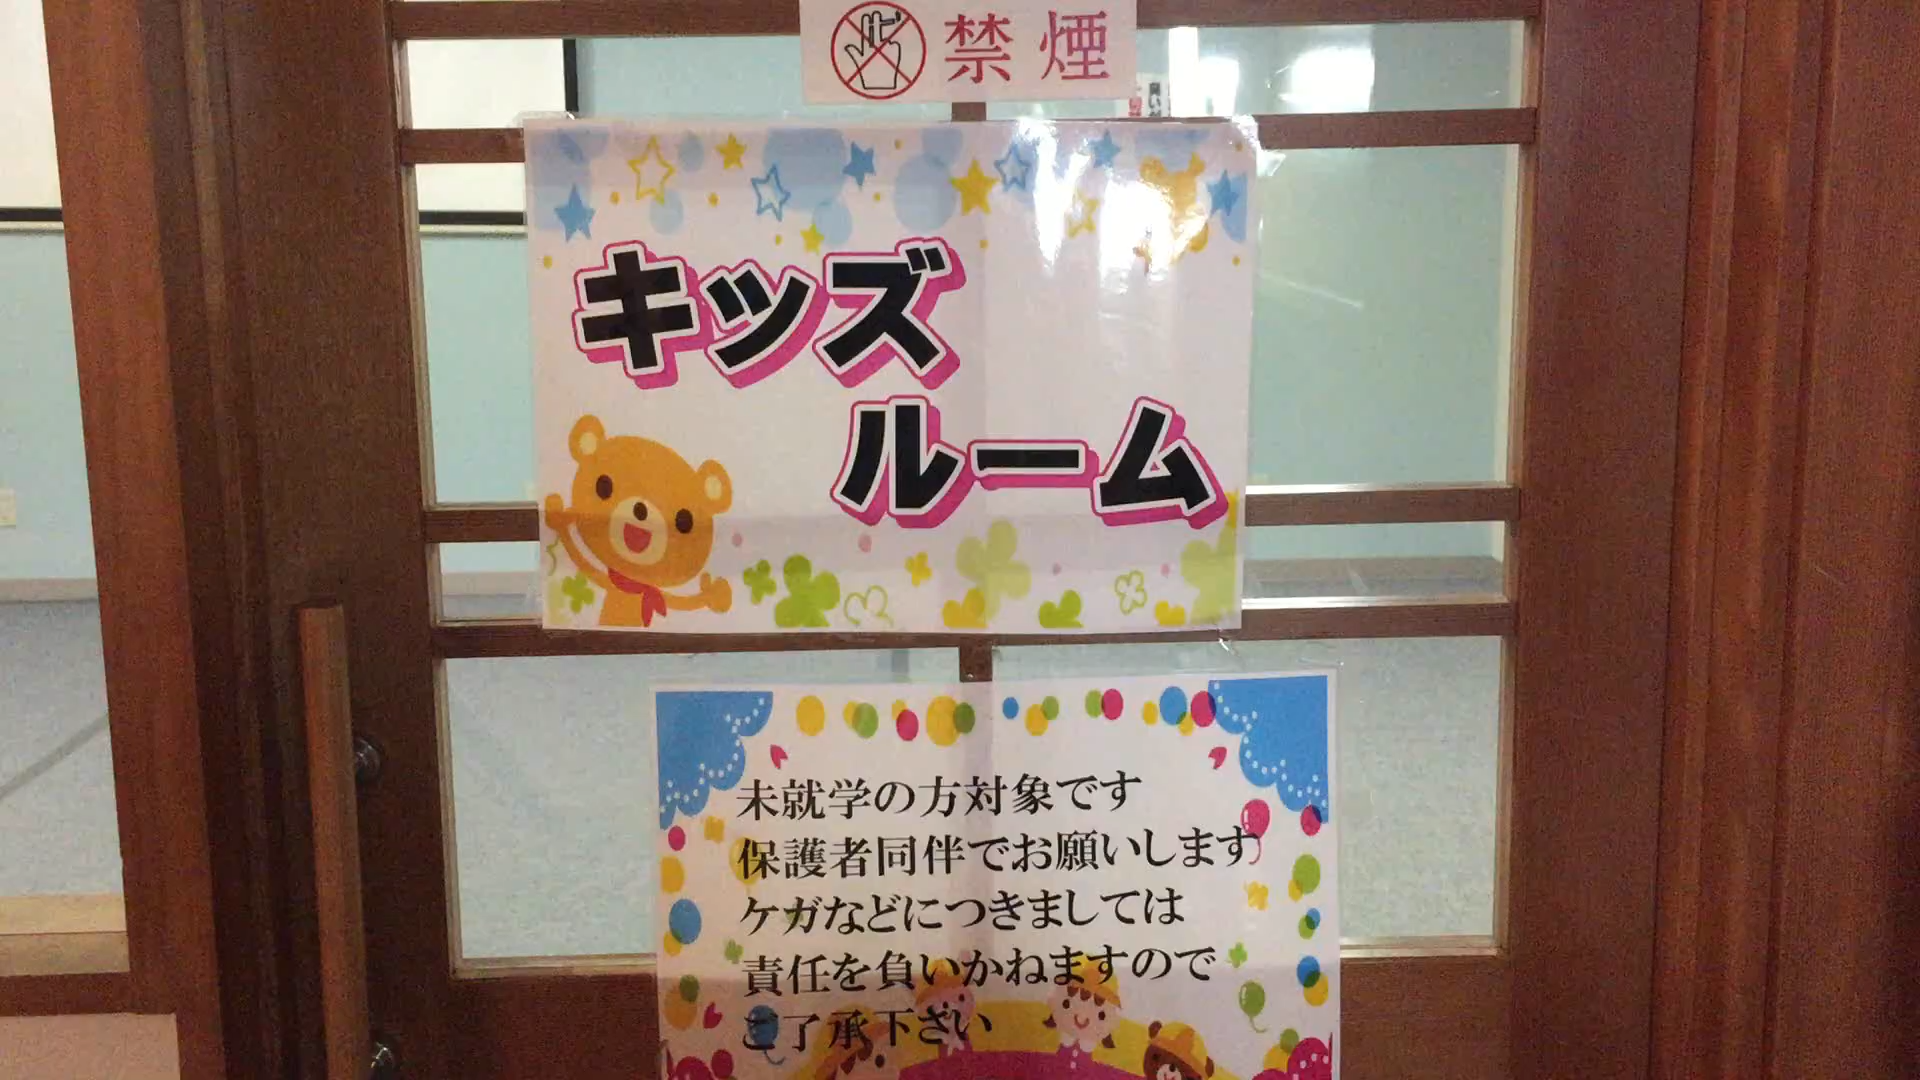 禁煙
キッズ
ルーム
未就学の方対象です
保護者同伴でお願いします
ケガなどにつきましては
責任を負いかねますので
ご了承下さい